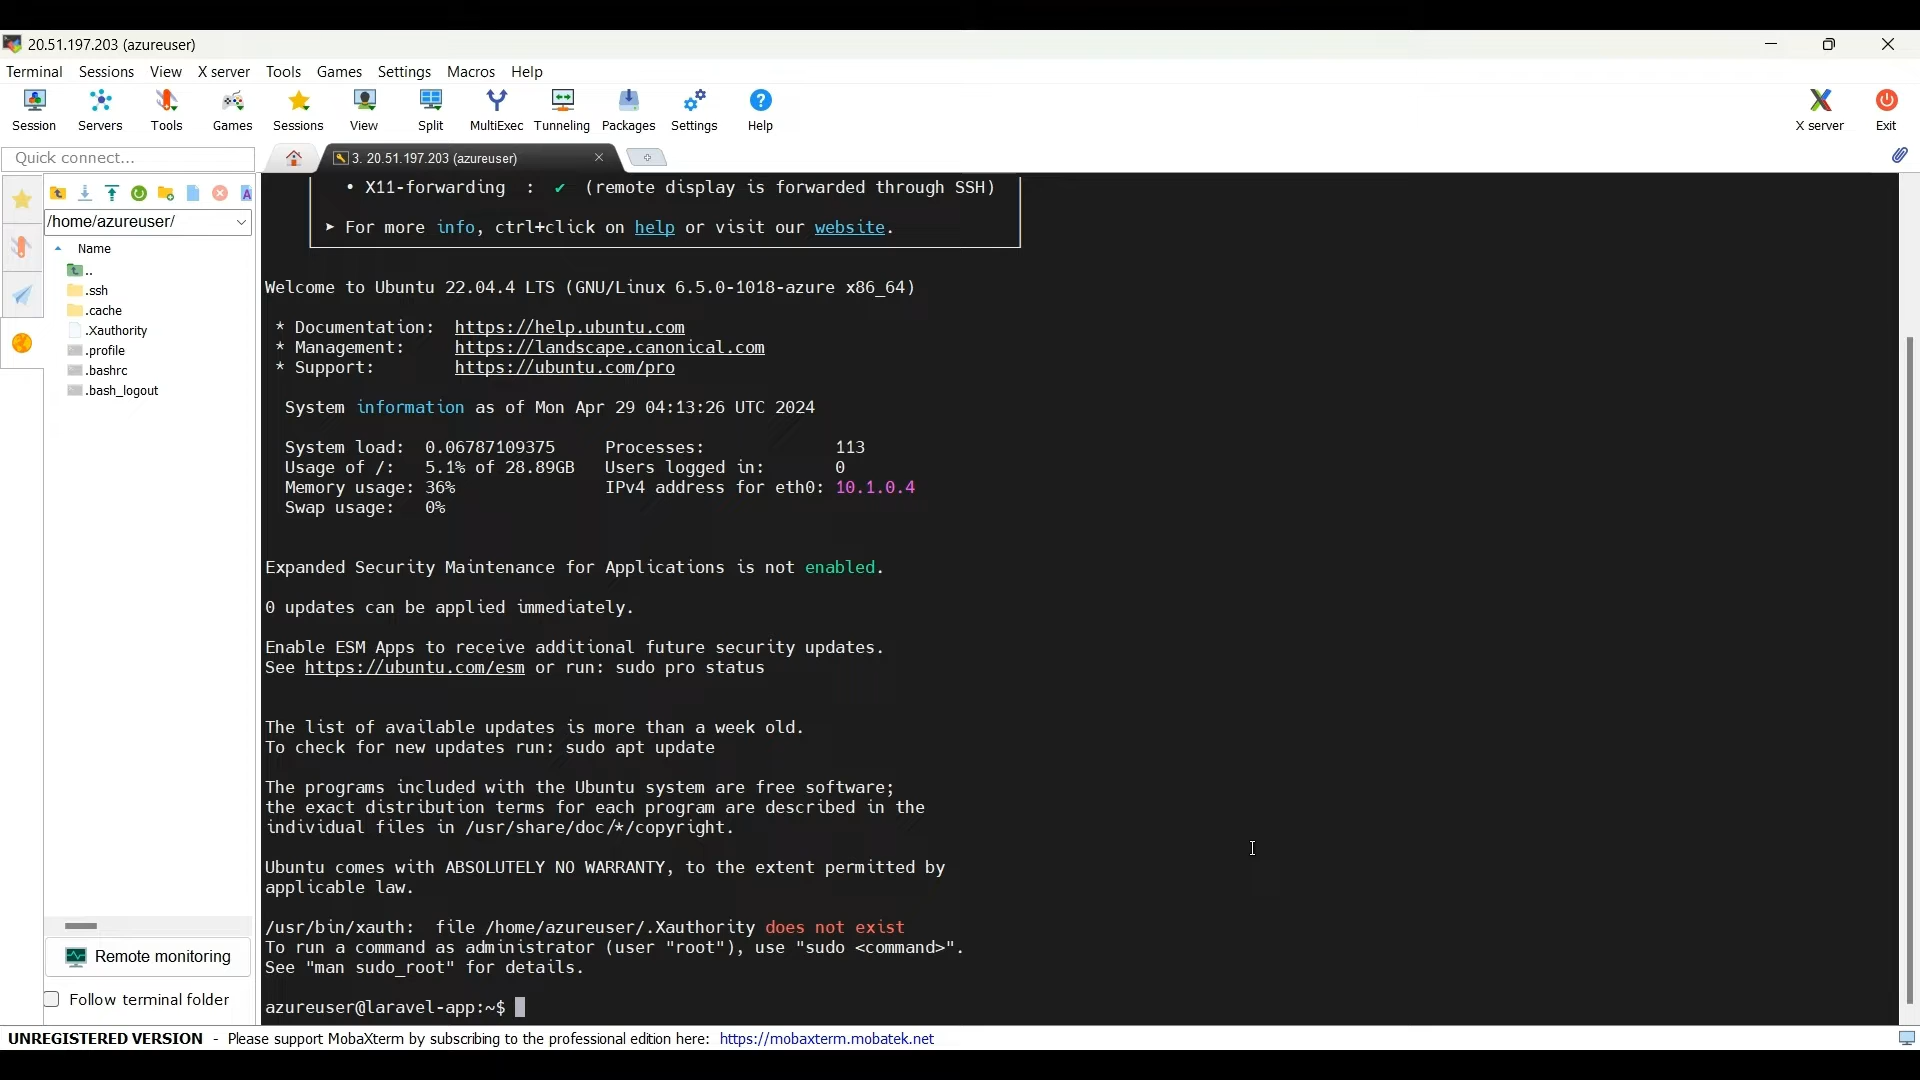 20.51.197.203 (azureuser)
Terminal Sessions View X server Tools Games Settings Macros Help
Session Servers Tools Games Sessions View Split MultiExec Tunneling Packages Settings Help X server Exit
Quick connect...
3. 20.51.197.203 (azureuser)
/home/azureuser/
Name
..
.ssh
.cache
.Xauthority
.profile
.bashrc
.bash_logout
Remote monitoring
Follow terminal folder
• X11-forwarding : ✔ (remote display is forwarded through SSH)
➤ For more info, ctrl+click on help or visit our website.
Welcome to Ubuntu 22.04.4 LTS (GNU/Linux 6.5.0-1018-azure x86_64)
* Documentation: https://help.ubuntu.com
* Management: https://landscape.canonical.com
* Support: https://ubuntu.com/pro
System information as of Mon Apr 29 04:13:26 UTC 2024
System load: 0.06787109375 Processes: 113
Usage of /: 5.1% of 28.89GB Users logged in: 0
Memory usage: 36% IPv4 address for eth0: 10.1.0.4
Swap usage: 0%
Expanded Security Maintenance for Applications is not enabled.
0 updates can be applied immediately.
Enable ESM Apps to receive additional future security updates.
See https://ubuntu.com/esm or run: sudo pro status
The list of available updates is more than a week old.
To check for new updates run: sudo apt update
The programs included with the Ubuntu system are free software;
the exact distribution terms for each program are described in the
individual files in /usr/share/doc/*/copyright.
Ubuntu comes with ABSOLUTELY NO WARRANTY, to the extent permitted by
applicable law.
/usr/bin/xauth: file /home/azureuser/.Xauthority does not exist
To run a command as administrator (user "root"), use "sudo <command>".
See "man sudo_root" for details.
azureuser@laravel-app:~$
UNREGISTERED VERSION - Please support MobaXterm by subscribing to the professional edition here: https://mobaxterm.mobatek.net